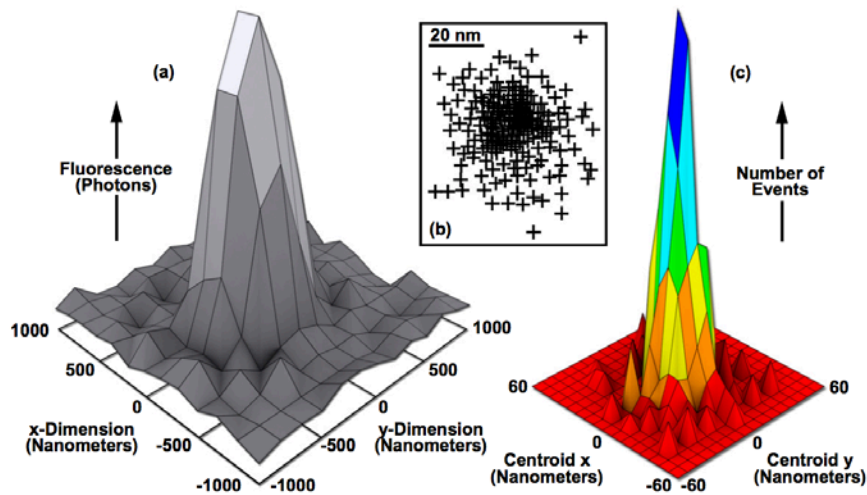 (a)
Fluorescence
(Photons)
1000
500
0
-500
-1000
x-Dimension
(Nanometers)
1000
500
0
-500
-1000
y-Dimension
(Nanometers)
20 nm
(b)
(c)
Number of
Events
60
0
-60
Centroid x
(Nanometers)
60
0
-60
Centroid y
(Nanometers)